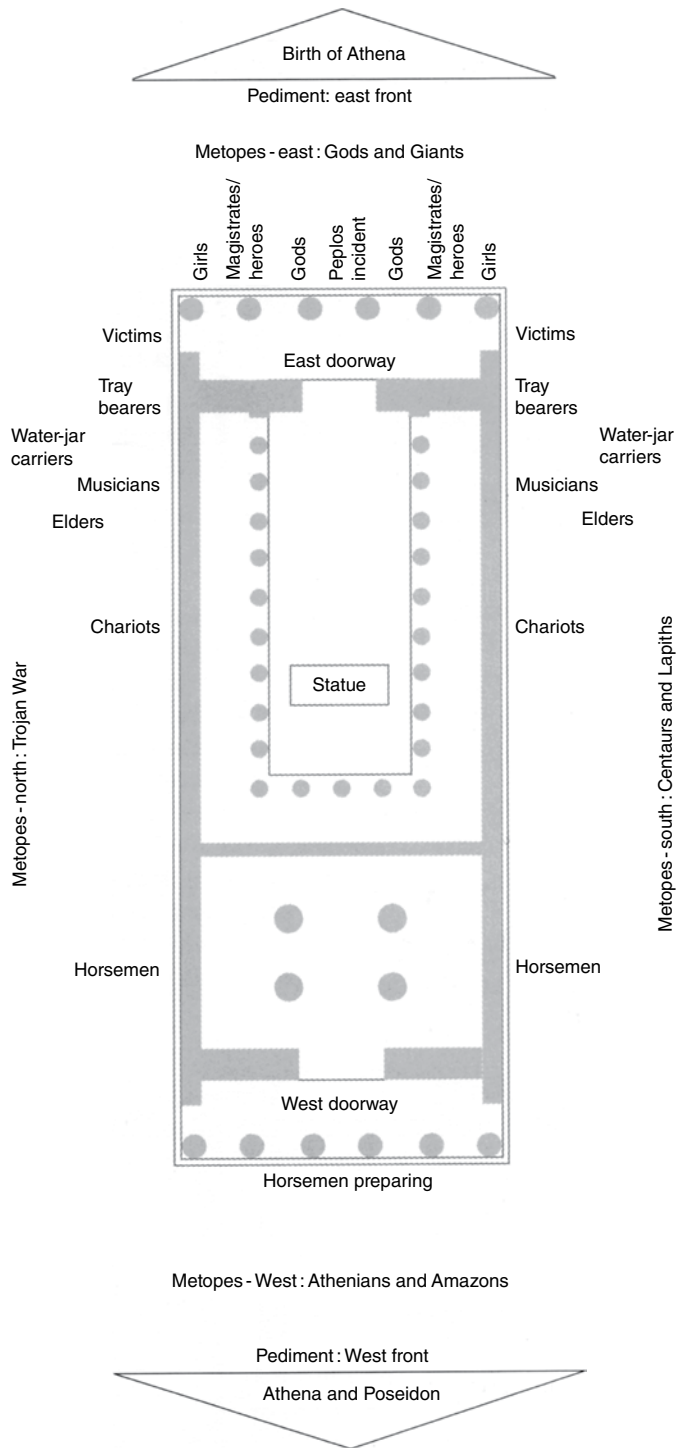 Birth of Athena
Pediment: east front
Metopes - east : Gods and Giants
Girls
Magistrates/
heroes
Gods
Peplos
incident
Gods
Magistrates/
heroes
Girls
Victims
Victims
East doorway
Tray
bearers
Tray
bearers
Water-jar
carriers
Water-jar
carriers
Musicians
Musicians
Elders
Elders
Chariots
Chariots
Metopes - north : Trojan War
Statue
Metopes - south : Centaurs and Lapiths
Horsemen
Horsemen
West doorway
Horsemen preparing
Metopes - West : Athenians and Amazons
Pediment : West front
Athena and Poseidon